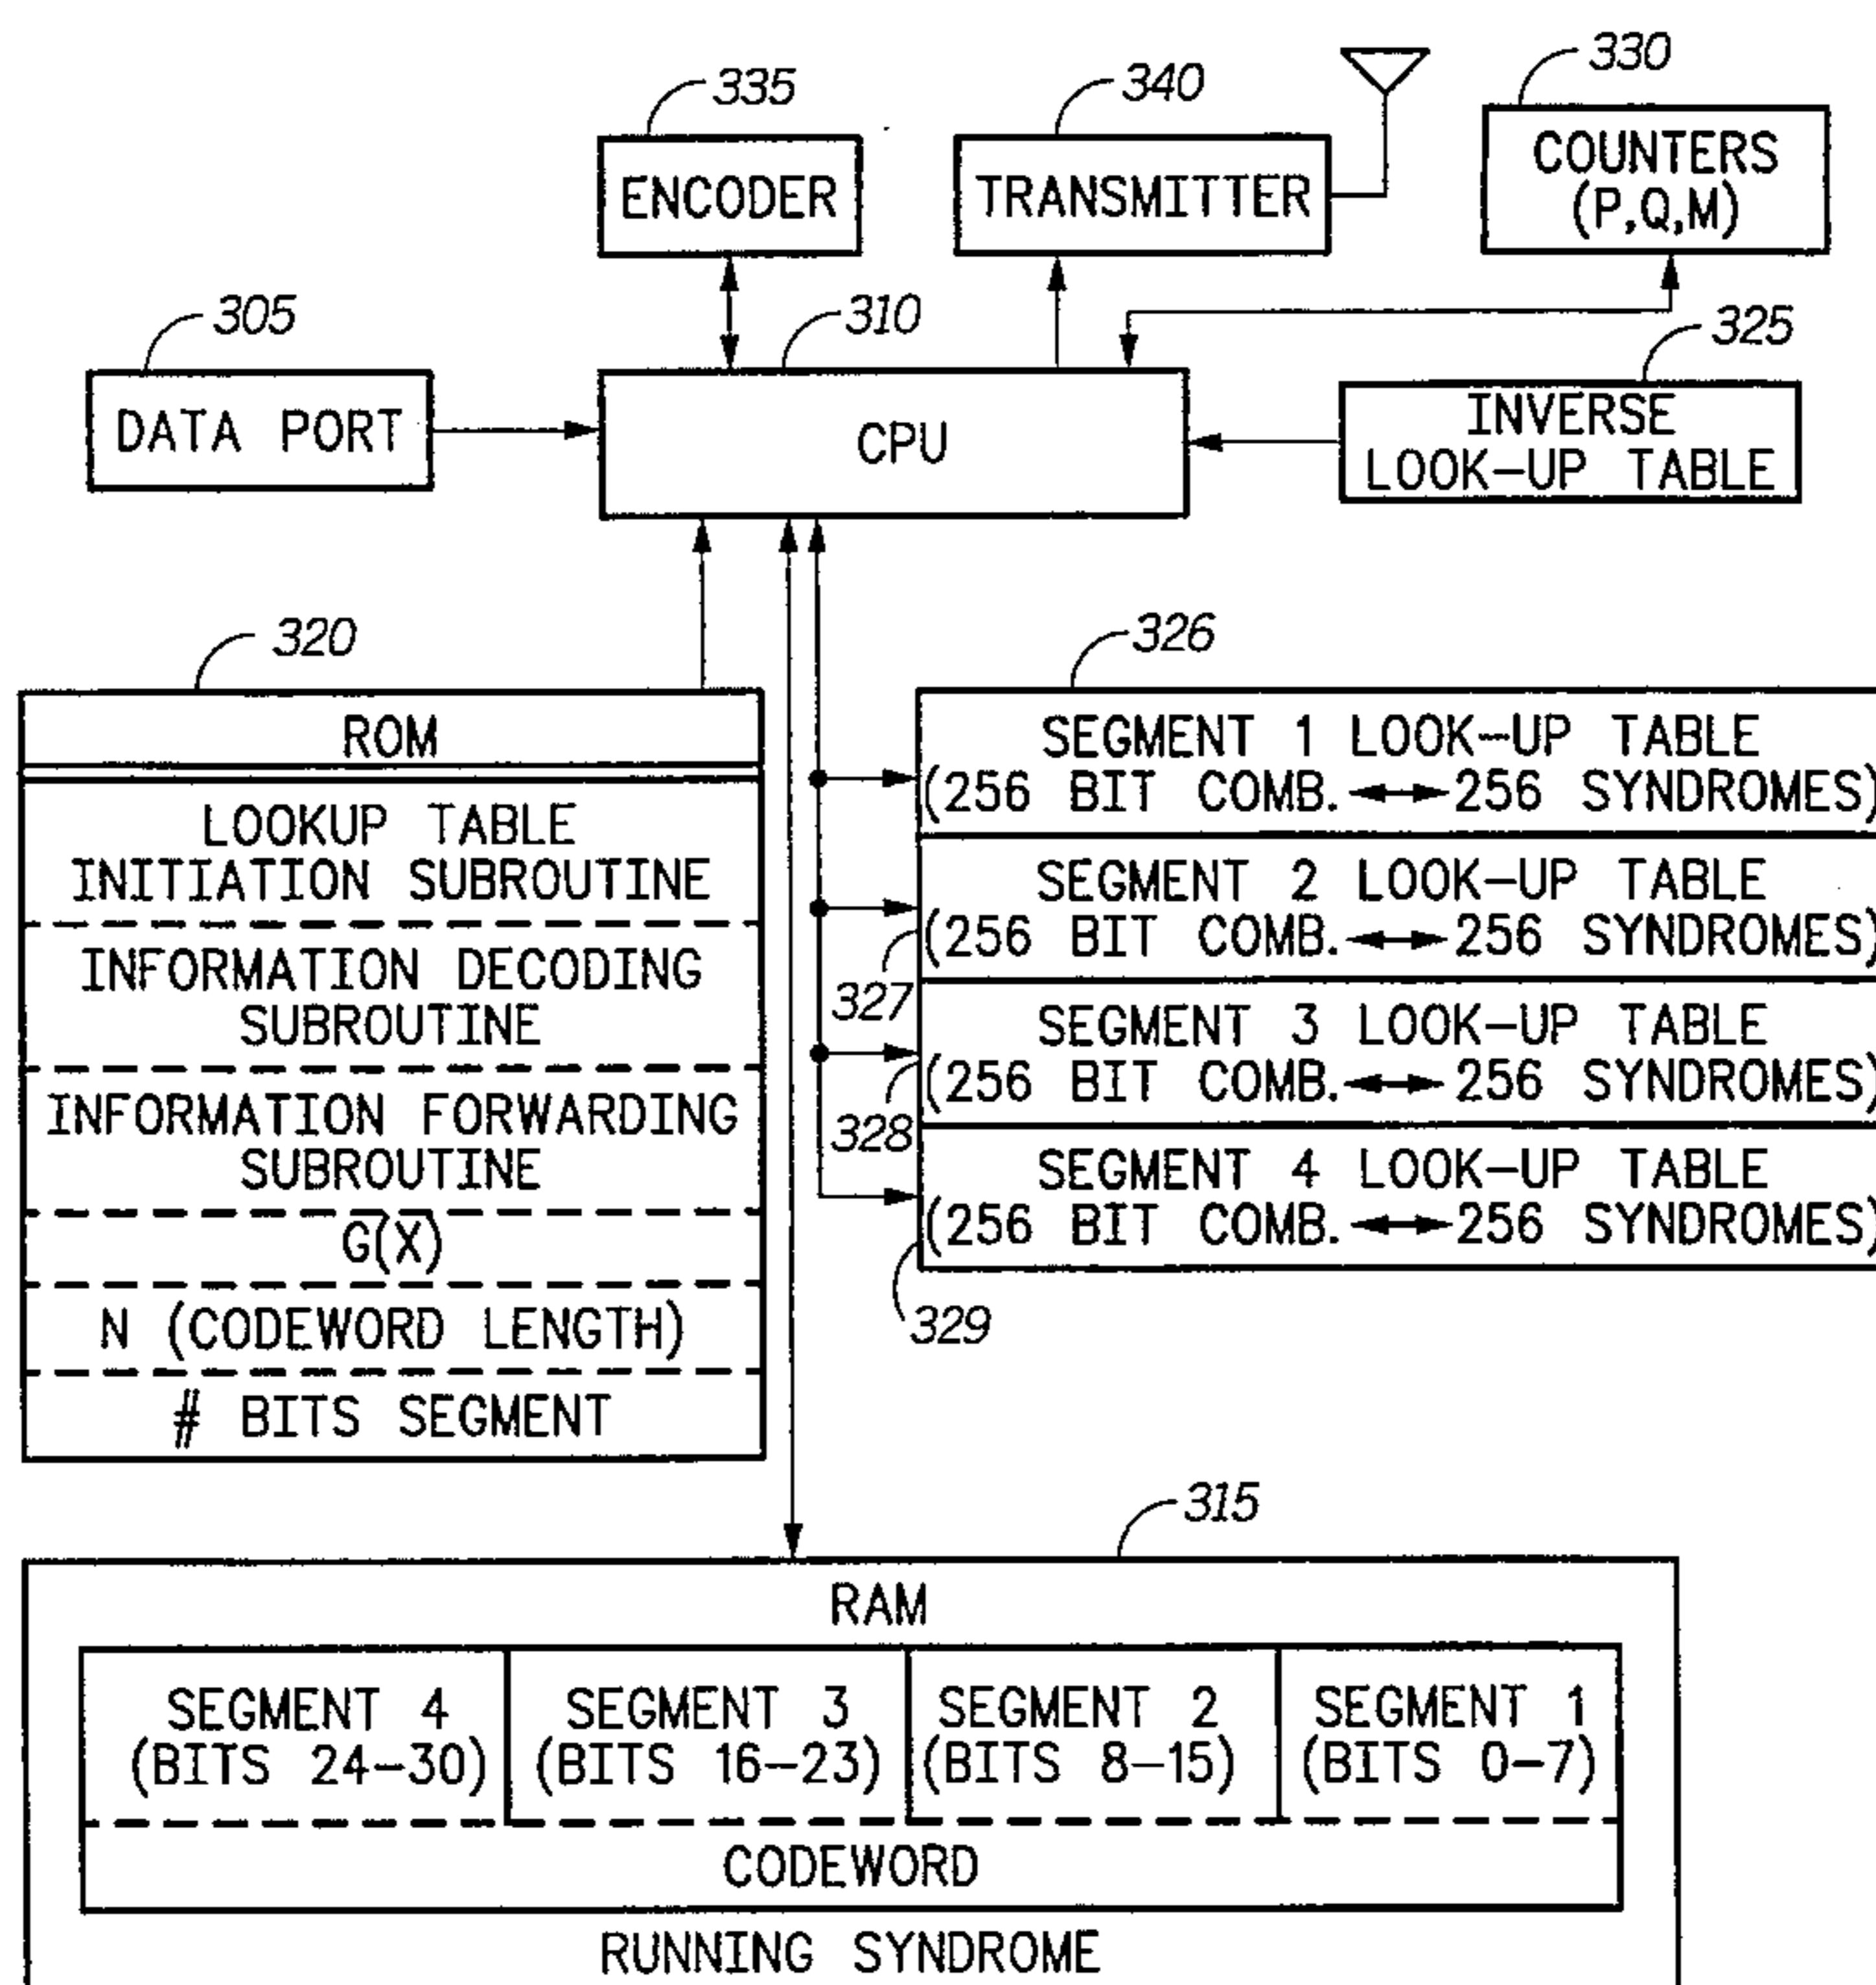 335
340
330
ENCODER
TRANSMITTER
COUNTERS
(P,Q,M)
305
310
325
DATA PORT
CPU
INVERSE
LOOK-UP TABLE
320
326
ROM
LOOKUP TABLE
INITIATION SUBROUTINE
INFORMATION DECODING
SUBROUTINE
INFORMATION FORWARDING
SUBROUTINE
G(X)
N (CODEWORD LENGTH)
# BITS SEGMENT
SEGMENT 1 LOOK-UP TABLE
(256 BIT COMB.↔256 SYNDROMES)
SEGMENT 2 LOOK-UP TABLE
(256 BIT COMB.↔256 SYNDROMES)
327
SEGMENT 3 LOOK-UP TABLE
(256 BIT COMB.↔256 SYNDROMES)
328
SEGMENT 4 LOOK-UP TABLE
(256 BIT COMB.↔256 SYNDROMES)
329
315
RAM
SEGMENT 4
(BITS 24-30)
SEGMENT 3
(BITS 16-23)
SEGMENT 2
(BITS 8-15)
SEGMENT 1
(BITS 0-7)
CODEWORD
RUNNING SYNDROME